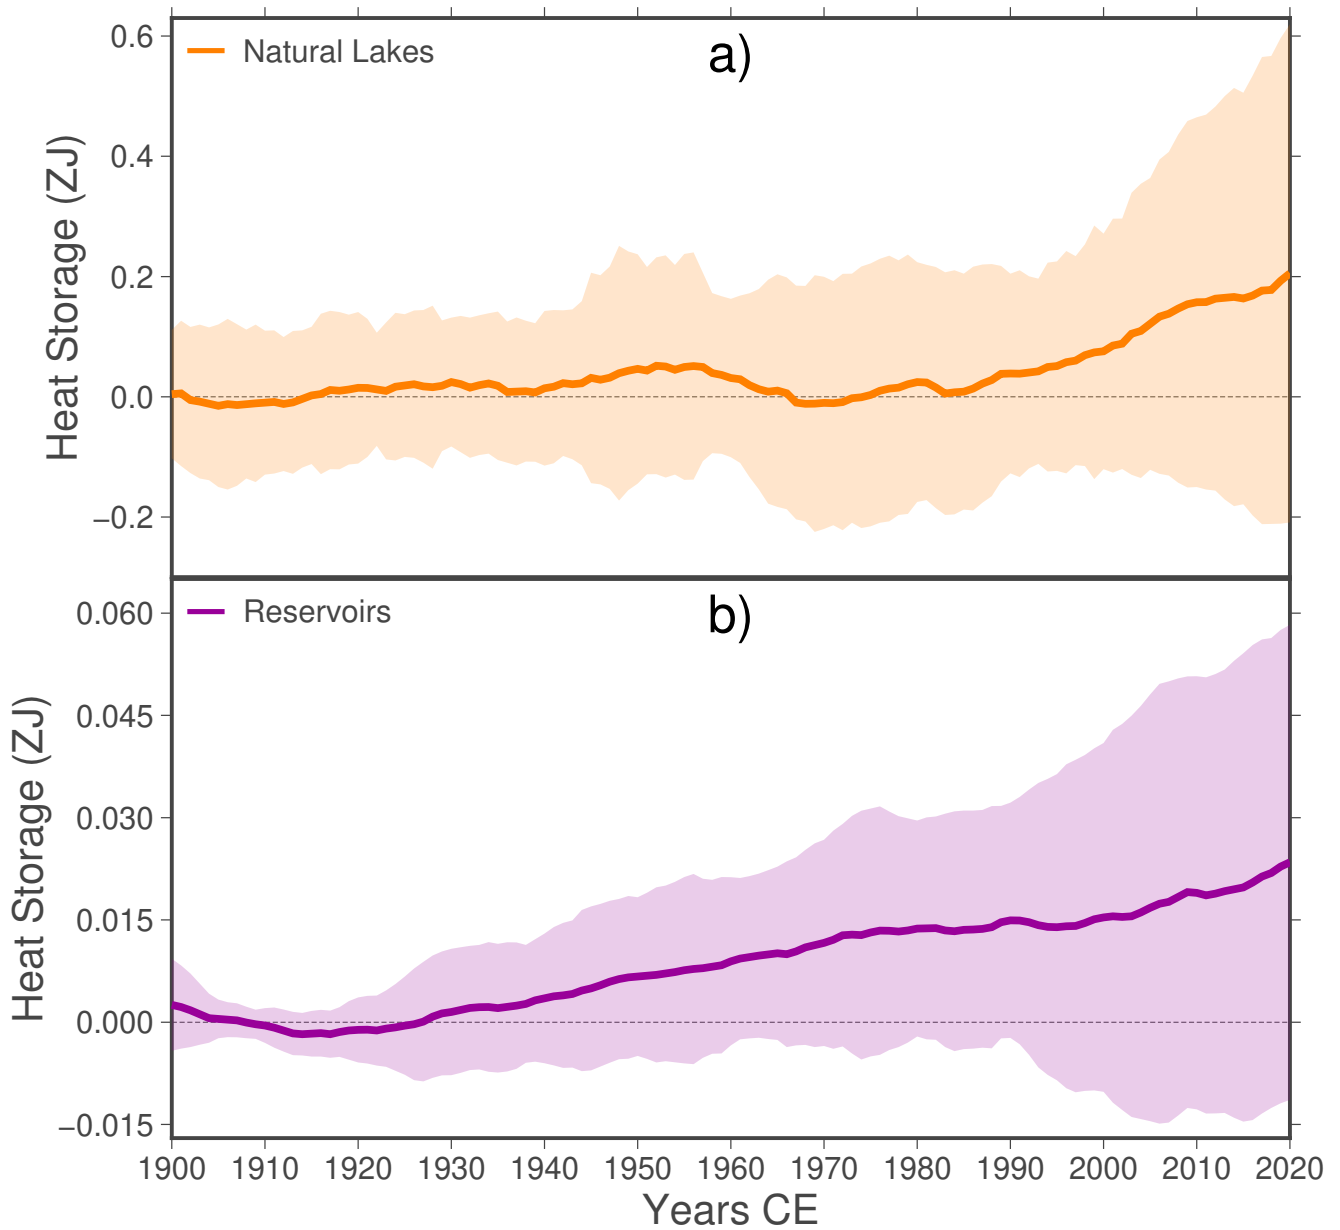 Natural Lakes
a)
0.6
0.4
0.2
0.0
−0.2
Heat Storage (ZJ)
Reservoirs
b)
0.060
0.045
0.030
0.015
0.000
−0.015
Heat Storage (ZJ)
1900 1910 1920 1930 1940 1950 1960 1970 1980 1990 2000 2010 2020
Years CE